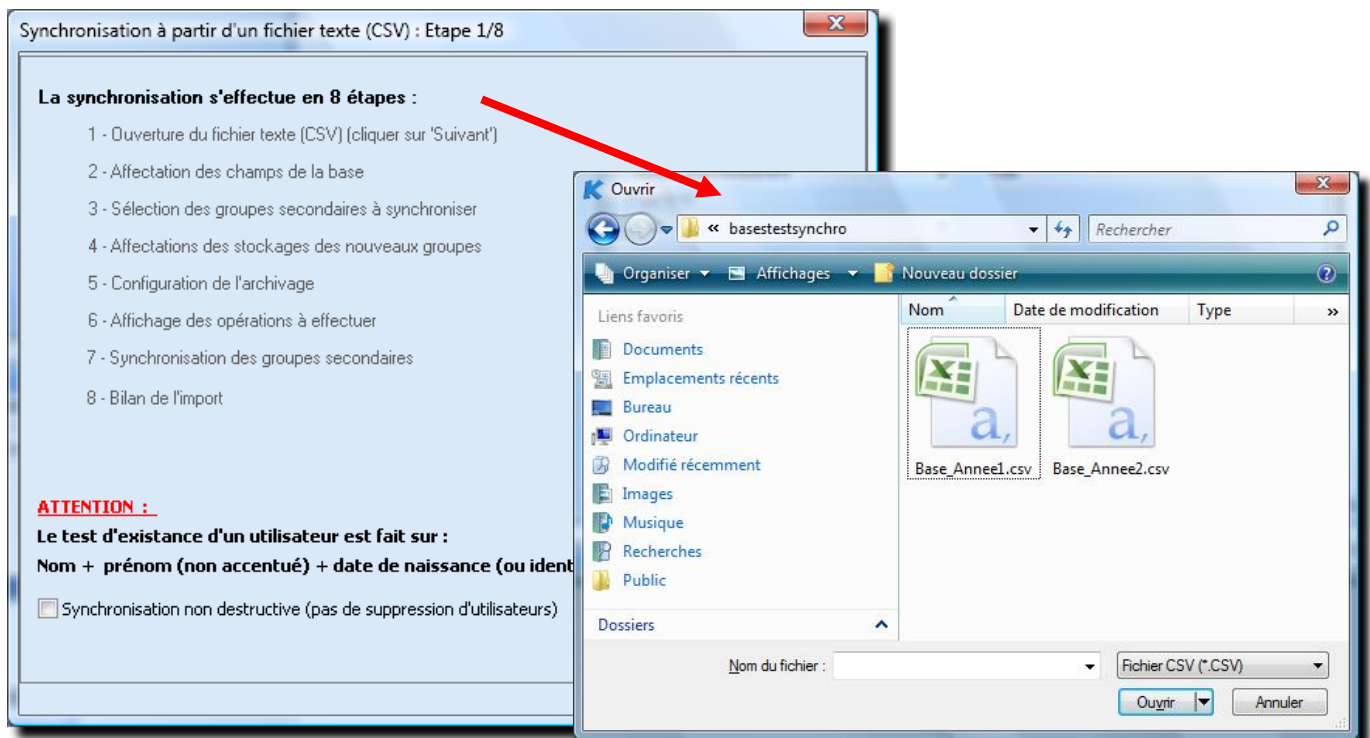 Synchronisation à partir d'un fichier texte (CSV) : Etape 1/8
La synchronisation s'effectue en 8 étapes :
1 - Ouverture du fichier texte (CSV) (cliquer sur 'Suivant')
2 - Affectation des champs de la base
3 - Sélection des groupes secondaires à synchroniser
4 - Affectations des stockages des nouveaux groupes
5 - Configuration de l'archivage
6 - Affichage des opérations à effectuer
7 - Synchronisation des groupes secondaires
8 - Bilan de l'import
ATTENTION :
Le test d'existance d'un utilisateur est fait sur :
Nom + prénom (non accentué) + date de naissance (ou ident
Synchronisation non destructive (pas de suppression d'utilisateurs)
Ouvrir
« basestestsynchro
Rechercher
Organiser
Affichages
Nouveau dossier
Liens favoris
Documents
Emplacements récents
Bureau
Ordinateur
Modifié récemment
Images
Musique
Recherches
Public
Dossiers
Nom Date de modification Type »
Base_Annee1.csv Base_Annee2.csv
Nom du fichier :
Fichier CSV (*.CSV)
Ouvrir Annuler